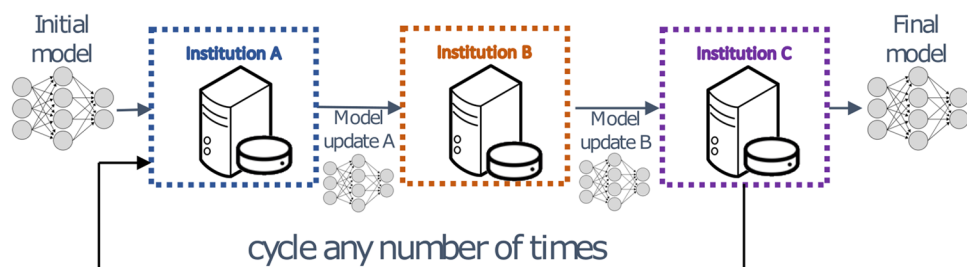 Initial
model
Institution A
Model
update A
Institution B
Model
update B
Institution C
Final
model
cycle any number of times